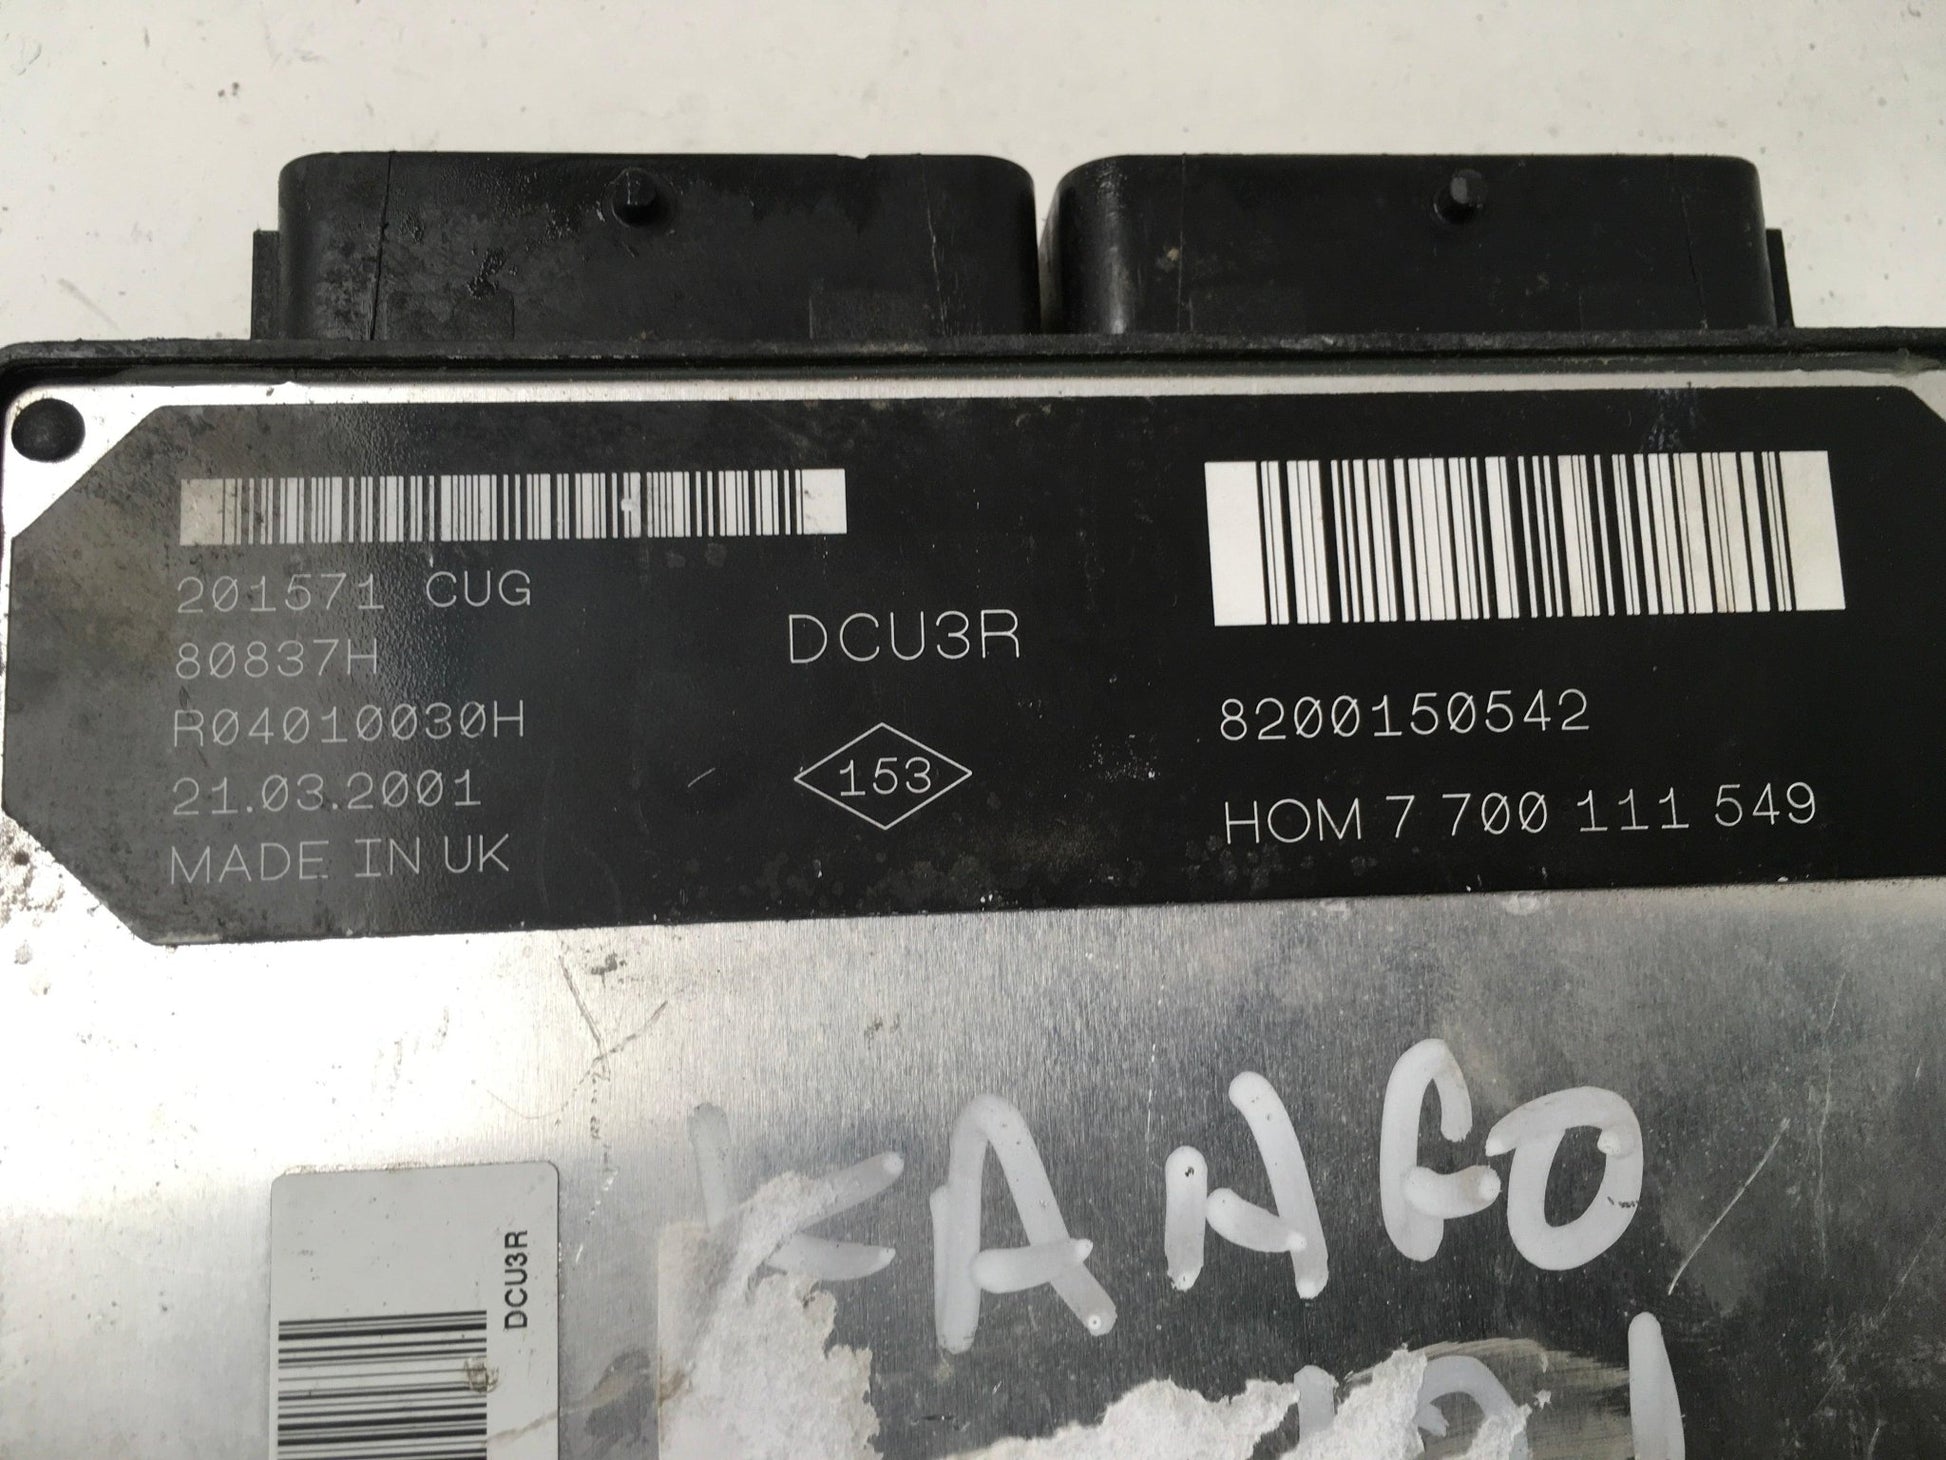 201571 CUG
80837H
R04010030H
21.03.2001
MADE IN UK
DCU3R
153
8200150542
HOM 7 700 111 549
DCU3R
KANGO